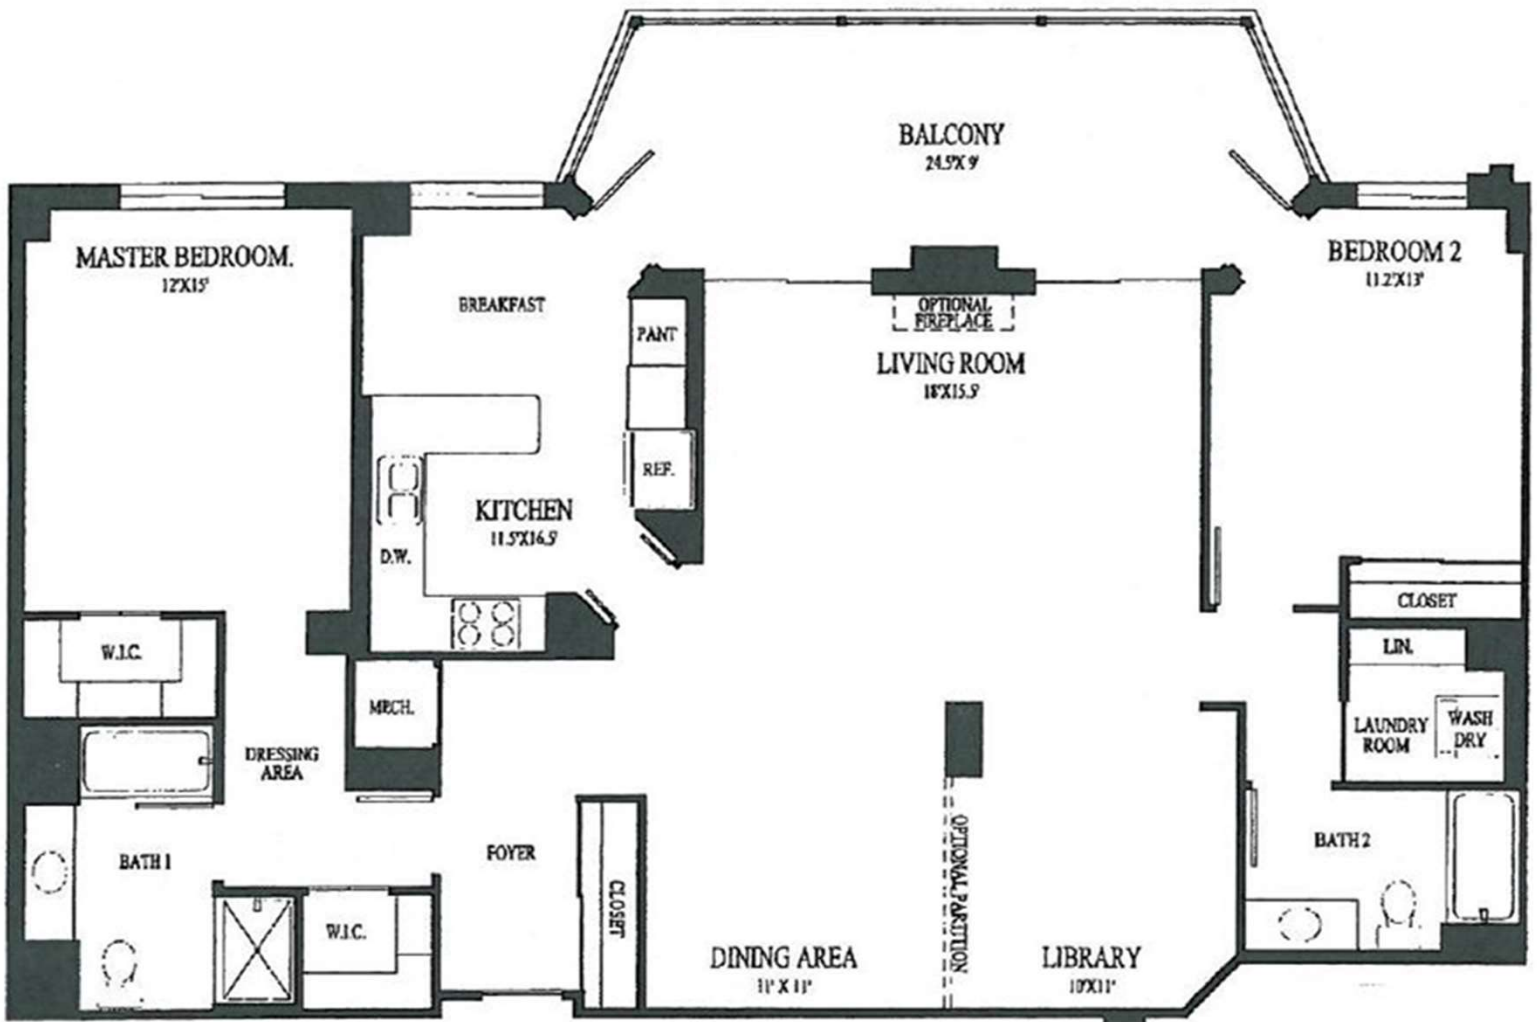 BALCONY
24.5'X 9'
MASTER BEDROOM.
12'X15'
BREAKFAST
PANT
OPTIONAL
FIREPLACE
LIVING ROOM
18'X15.5'
BEDROOM 2
11.2'X13'
REF.
KITCHEN
11.5'X16.5'
D.W.
CLOSET
W.I.C.
LIN.
MECH.
LAUNDRY
ROOM
WASH
DRY
DRESSING
AREA
BATH 1
FOYER
CLOSET
OPTIONAL PARTITION
BATH 2
W.I.C.
DINING AREA
11' X 11'
LIBRARY
10'X11'